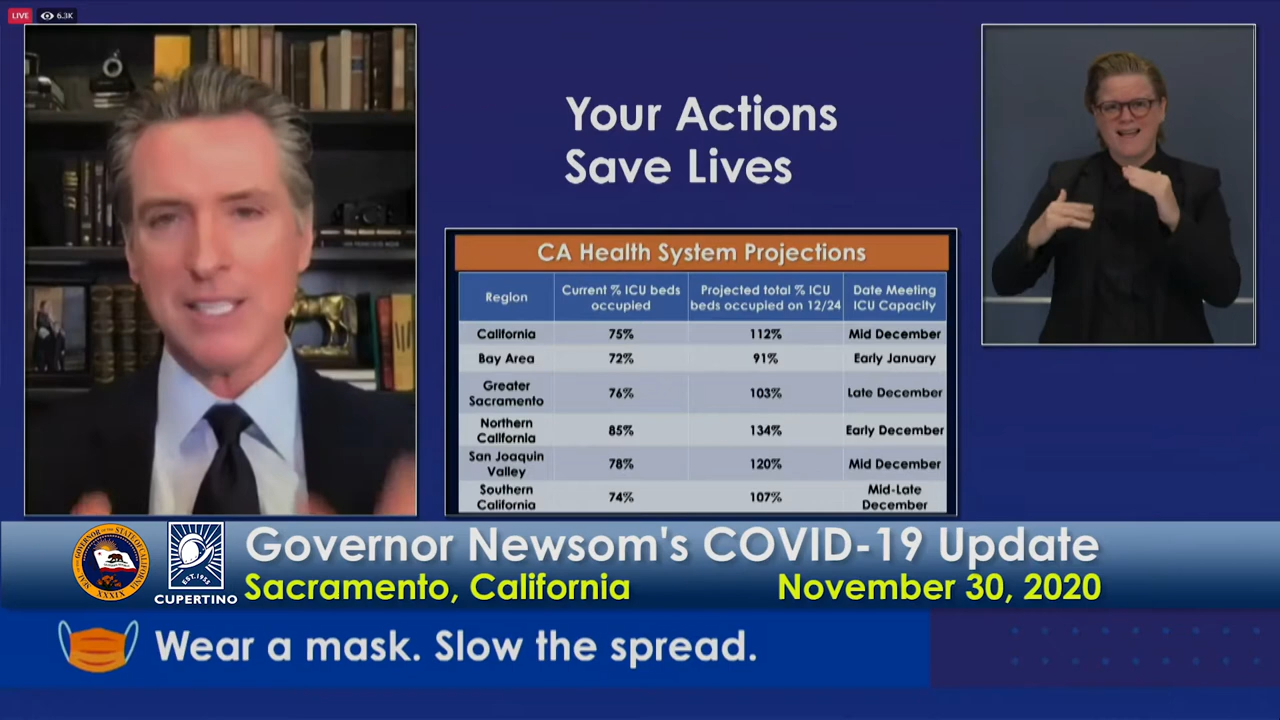 LIVE
6.3K
Your Actions
Save Lives
CA Health System Projections
Region
Current % ICU beds
occupied
Projected total % ICU
beds occupied on 12/24
Date Meeting
ICU Capacity
California 75% 112% Mid December
Bay Area 72% 91% Early January
Greater
Sacramento 76% 103% Late December
Northern
California 85% 134% Early December
San Joaquin
Valley 78% 120% Mid December
Southern
California 74% 107% Mid-Late
December
EST.1955
CUPERTINO
Governor Newsom's COVID-19 Update
Sacramento, California November 30, 2020
Wear a mask. Slow the spread.